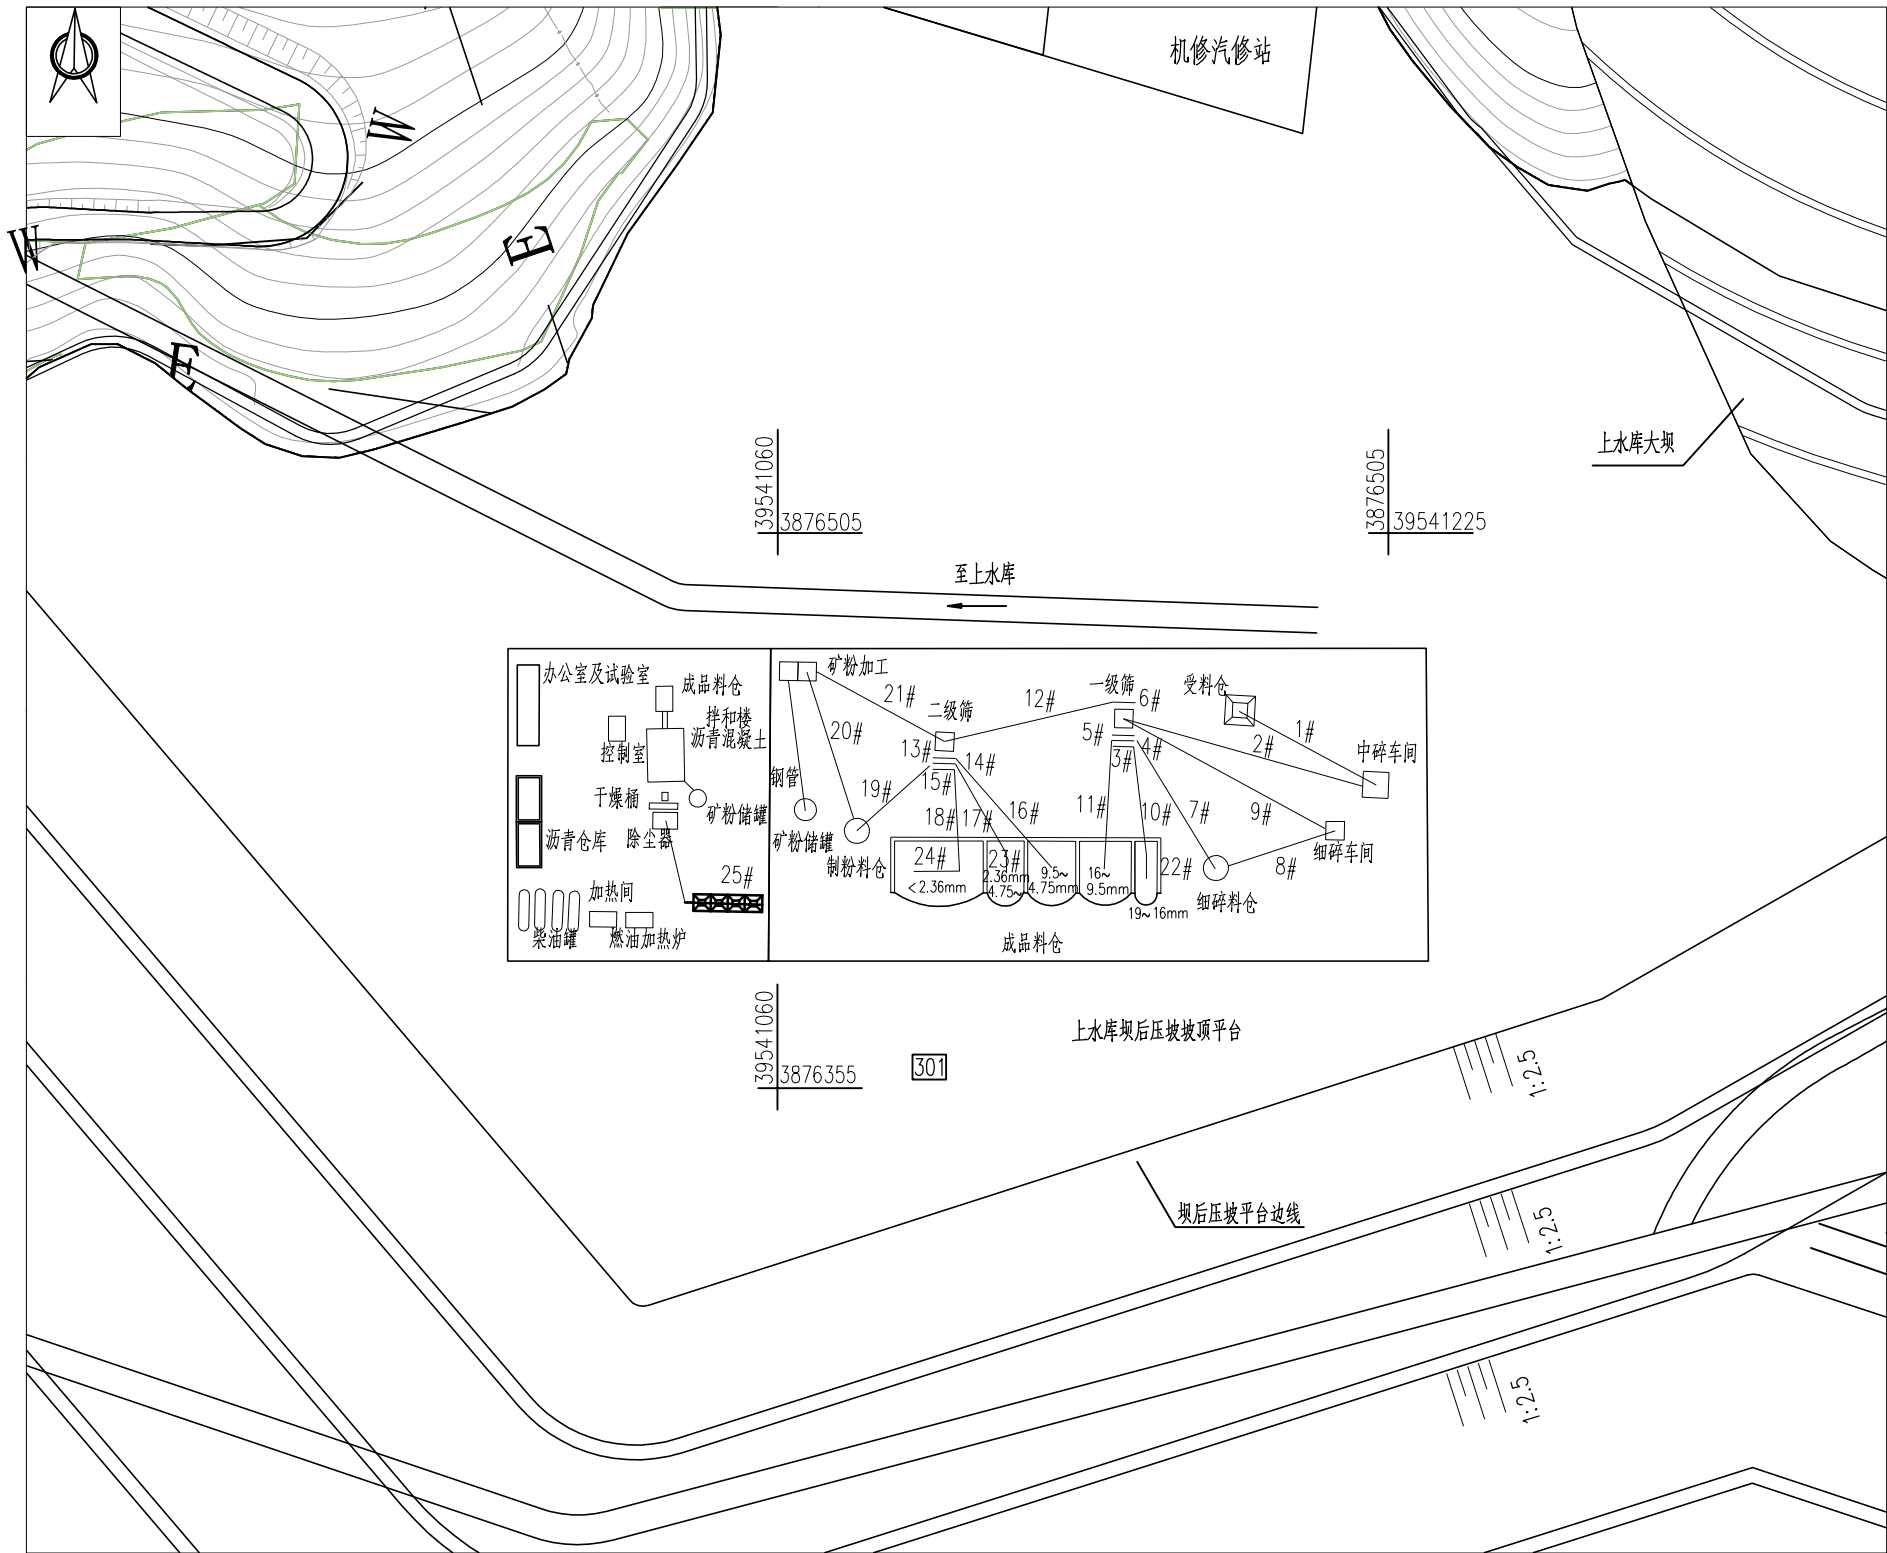 机修汽修站
W
E
W
E
上水库大坝
39541060
3876505
3876505
39541225
至上水库
办公室及试验室
成品料仓
拌和楼
沥青混凝土
控制室
干燥桶
矿粉储罐
沥青仓库
除尘器
25#
加热间
柴油罐
燃油加热炉
矿粉加工
21#
20#
钢管
矿粉储罐
19#
制粉料仓
二级筛
13#
14#
15#
18#
17#
16#
12#
一级筛
6#
5#
4#
3#
11#
10#
7#
受料仓
1#
2#
中碎车间
9#
细碎车间
8#
22#
细碎料仓
24#
<2.36mm
23#
2.36mm
4.75~
9.5~
4.75mm
16~
9.5mm
19~16mm
成品料仓
39541060
3876355
301
上水库坝后压坡坡顶平台
1:2.5
坝后压坡平台边线
1:2.5
1:2.5